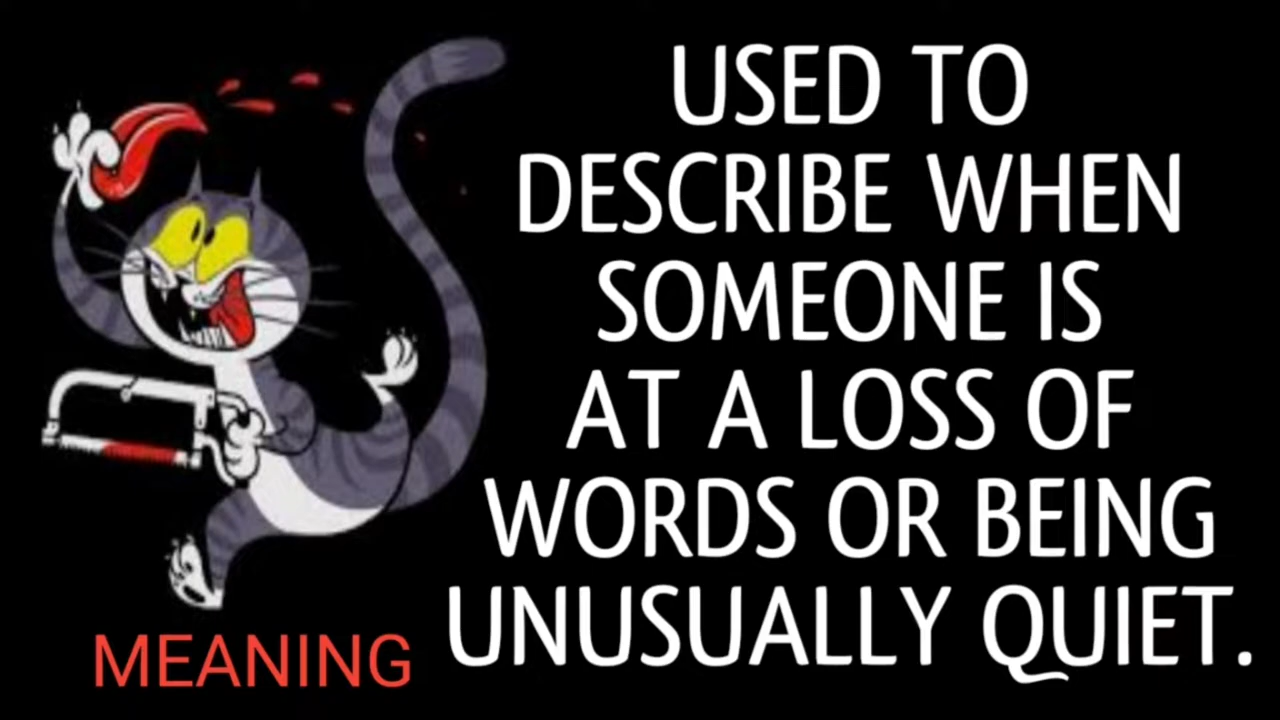 USED TO
DESCRIBE WHEN
SOMEONE IS
AT A LOSS OF
WORDS OR BEING
UNUSUALLY QUIET.
MEANING